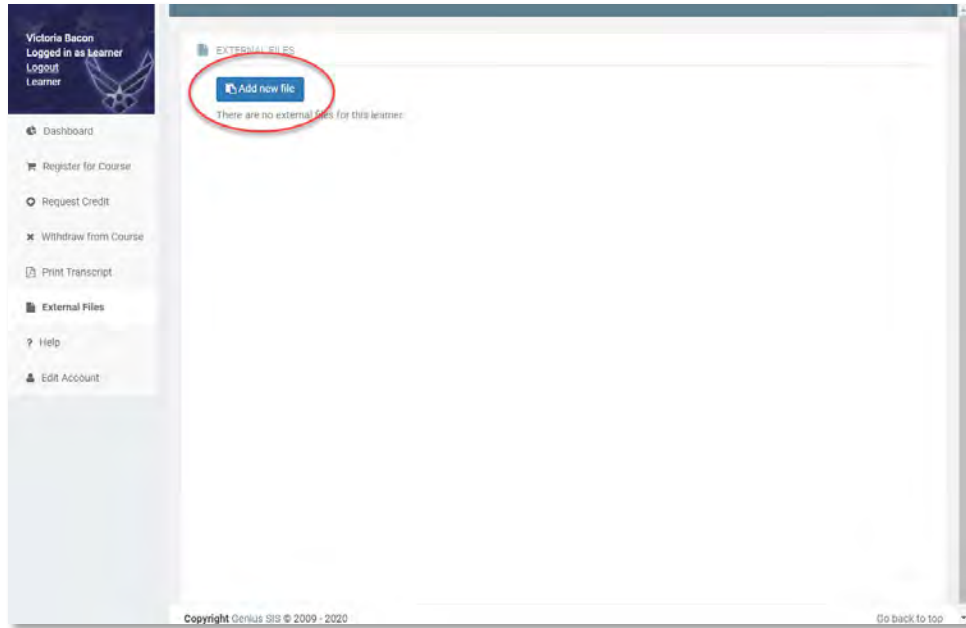 Victoria Bacon
Logged in as Learner
Logout
Learner
Dashboard
Register for Course
Request Credit
Withdraw from Course
Print Transcript
External Files
? Help
Edit Account
EXTERNAL FILES
Add new file
There are no external files for this learner.
Copyright Genius SIS © 2009 - 2020
Go back to top